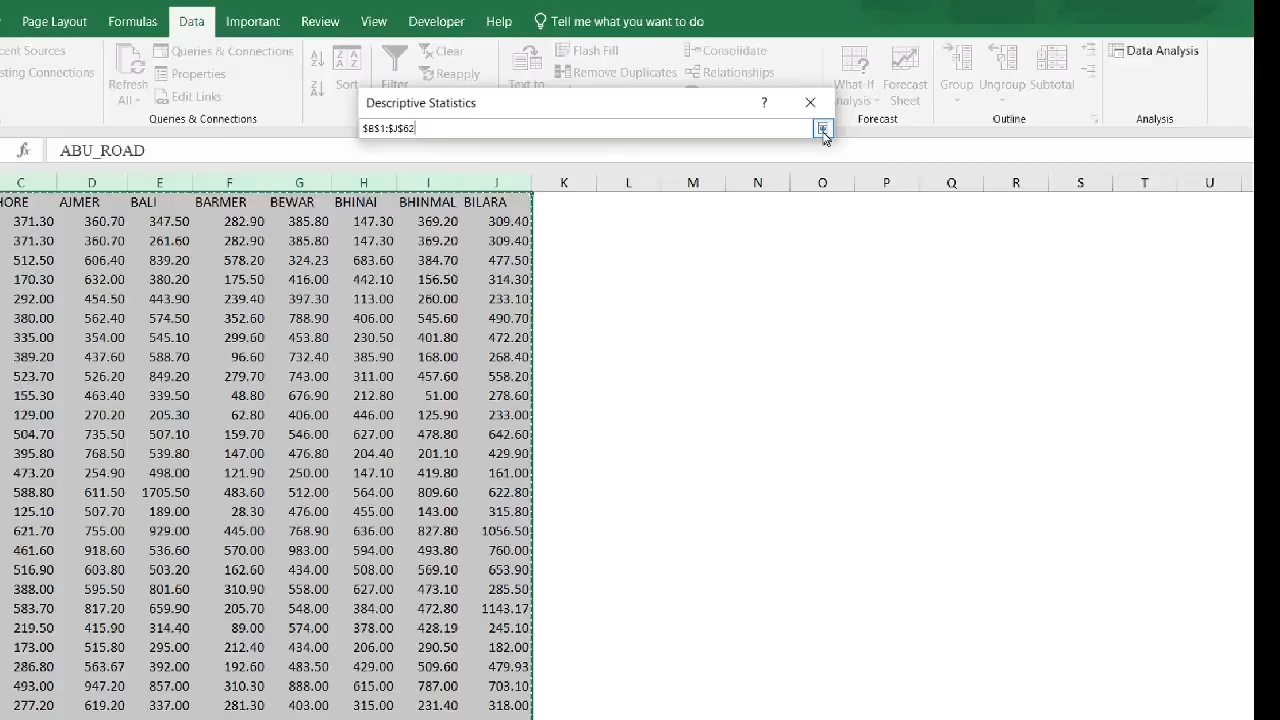 Page Layout Formulas Data Important Review View Developer Help Tell me what you want to do
cent Sources
sting Connections
Refresh
All
Queries & Connections
Properties
Edit Links
Queries & Connections
Sort
Filter
Clear
Reapply
Text to
Flash Fill
Remove Duplicates
Consolidate
Relationships
What-If
Analysis
Forecast
Sheet
Forecast
Group Ungroup Subtotal
Outline
Data Analysis
Analysis
Descriptive Statistics ?
$B$1:$J$62
fx ABU_ROAD
C D E F G H I J K L M N O P Q R S T U
HORE AJMER BALI BARMER BEWAR BHINAI BHINMAL BILARA
371.30 360.70 347.50 282.90 385.80 147.30 369.20 309.40
371.30 360.70 261.60 282.90 385.80 147.30 369.20 309.40
512.50 606.40 839.20 578.20 324.23 683.60 384.70 477.50
170.30 632.00 380.20 175.50 416.00 442.10 156.50 314.30
292.00 454.50 443.90 239.40 397.30 113.00 260.00 233.10
380.00 562.40 574.50 352.60 788.90 406.00 545.60 490.70
335.00 354.00 545.10 299.60 453.80 230.50 401.80 472.20
389.20 437.60 588.70 96.60 732.40 385.90 168.00 268.40
523.70 526.20 849.20 279.70 743.00 311.00 457.60 558.20
155.30 463.40 339.50 48.80 676.90 212.80 51.00 278.60
129.00 270.20 205.30 62.80 406.00 446.00 125.90 233.00
504.70 735.50 507.10 159.70 546.00 627.00 478.80 642.60
395.80 768.50 539.80 147.00 476.80 204.40 201.10 429.90
473.20 254.90 498.00 121.90 250.00 147.10 419.80 161.00
588.80 611.50 1705.50 483.60 512.00 564.00 809.60 622.80
125.10 507.70 189.00 28.30 476.00 455.00 143.00 315.80
621.70 755.00 929.00 445.00 768.90 636.00 827.80 1056.50
461.60 918.60 536.60 570.00 983.00 594.00 493.80 760.00
516.90 603.80 503.20 162.60 434.00 508.00 569.10 653.90
388.00 595.50 801.60 310.90 558.00 627.00 473.10 285.50
583.70 817.20 659.90 205.70 548.00 384.00 472.80 1143.17
219.50 415.90 314.40 89.00 574.00 378.00 428.19 245.10
173.00 515.80 295.00 212.40 434.00 206.00 290.50 182.00
286.80 563.67 392.00 192.60 483.50 429.00 509.60 479.93
493.00 947.20 857.00 310.30 888.00 615.00 787.00 703.10
277.20 619.20 337.00 281.30 403.00 315.00 231.40 318.00